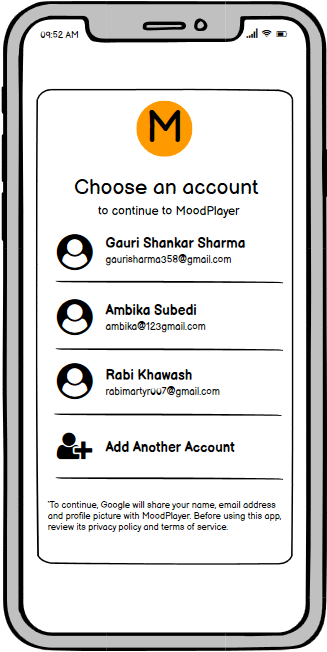 09:52 AM
M
Choose an account
to continue to MoodPlayer
Gauri Shankar Sharma
gaurisharma358@gmail.com
Ambika Subedi
ambika@123gmail.com
Rabi Khawash
rabimartyr007@gmail.com
Add Another Account
'To continue, Google will share your name, email address
and profile picture with MoodPlayer. Before using this app,
review its privacy policy and terms of service.